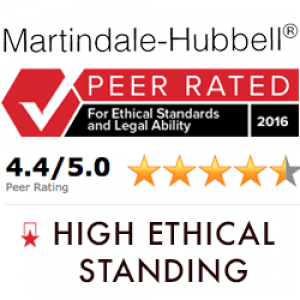 Martindale-Hubbell®
PEER RATED
For Ethical Standards
and Legal Ability
2016
4.4/5.0
Peer Rating
HIGH ETHICAL
STANDING